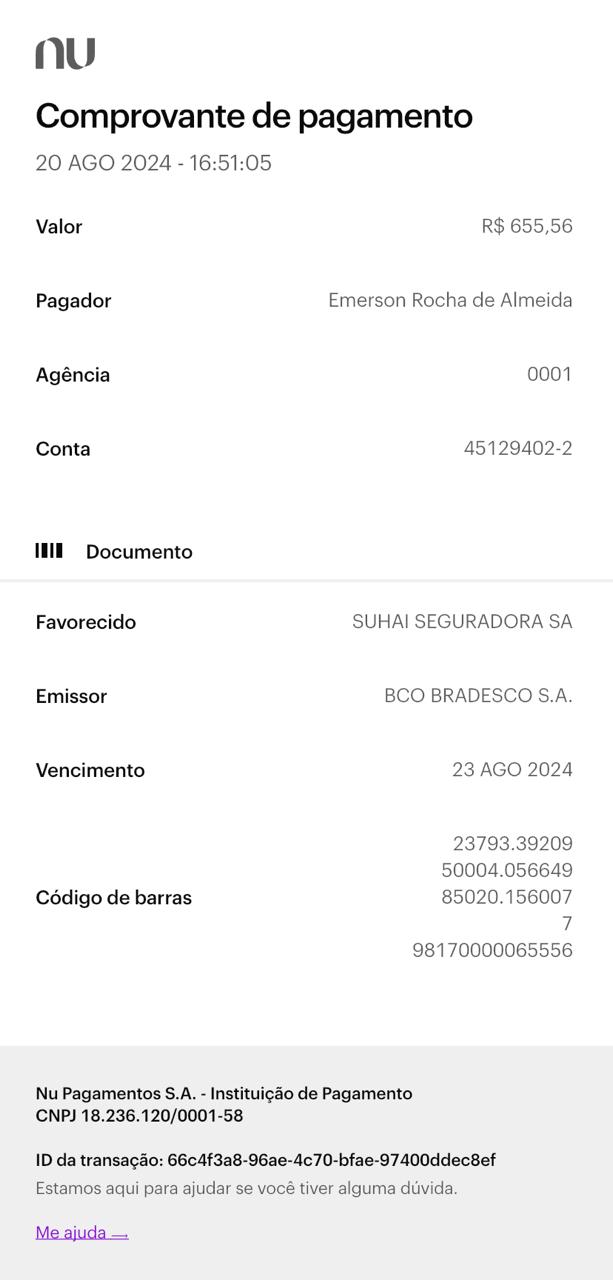 nu
Comprovante de pagamento
20 AGO 2024 - 16:51:05
Valor R$ 655,56
Pagador Emerson Rocha de Almeida
Agência 0001
Conta 45129402-2
Documento
Favorecido SUHAI SEGURADORA SA
Emissor BCO BRADESCO S.A.
Vencimento 23 AGO 2024
Código de barras 23793.39209
50004.056649
85020.156007
7
98170000065556
Nu Pagamentos S.A. - Instituição de Pagamento
CNPJ 18.236.120/0001-58
ID da transação: 66c4f3a8-96ae-4c70-bfae-97400ddec8ef
Estamos aqui para ajudar se você tiver alguma dúvida.
Me ajuda